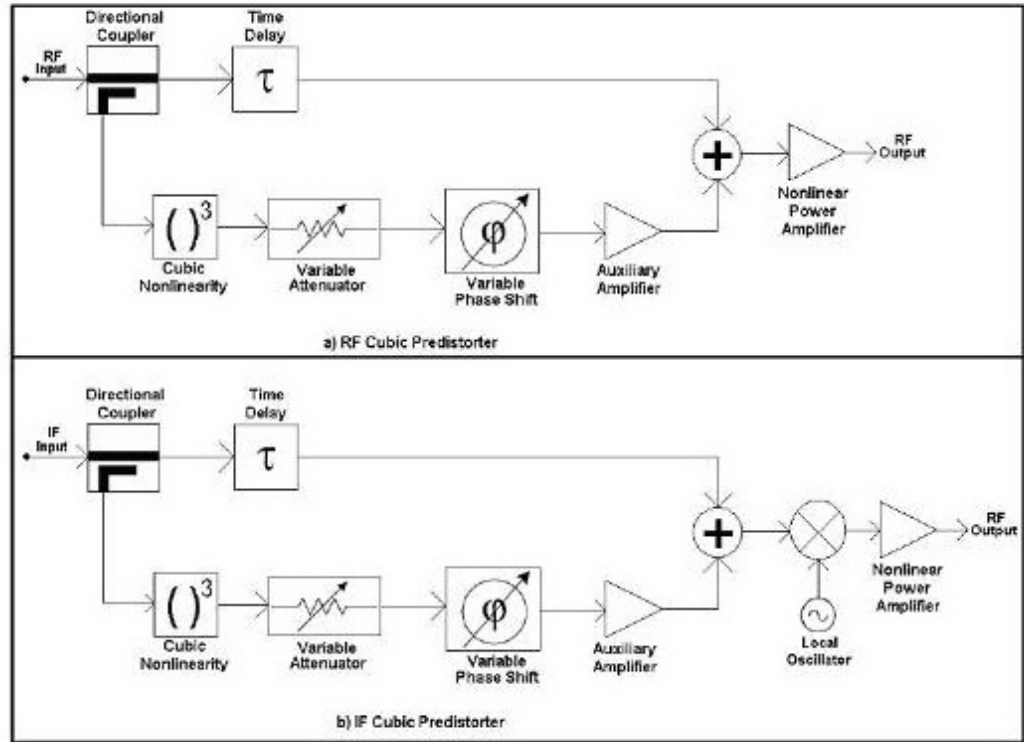 Directional
Coupler
Time
Delay
RF
Input
τ
+
RF
Output
Nonlinear
Power
Amplifier
( )3
Cubic
Nonlinearity
Variable
Attenuator
φ
Variable
Phase Shift
Auxiliary
Amplifier
a) RF Cubic Predistorter
Directional
Coupler
Time
Delay
IF
Input
τ
+
RF
Output
Nonlinear
Power
Amplifier
Local
Oscillator
( )3
Cubic
Nonlinearity
Variable
Attenuator
φ
Variable
Phase Shift
Auxiliary
Amplifier
b) IF Cubic Predistorter